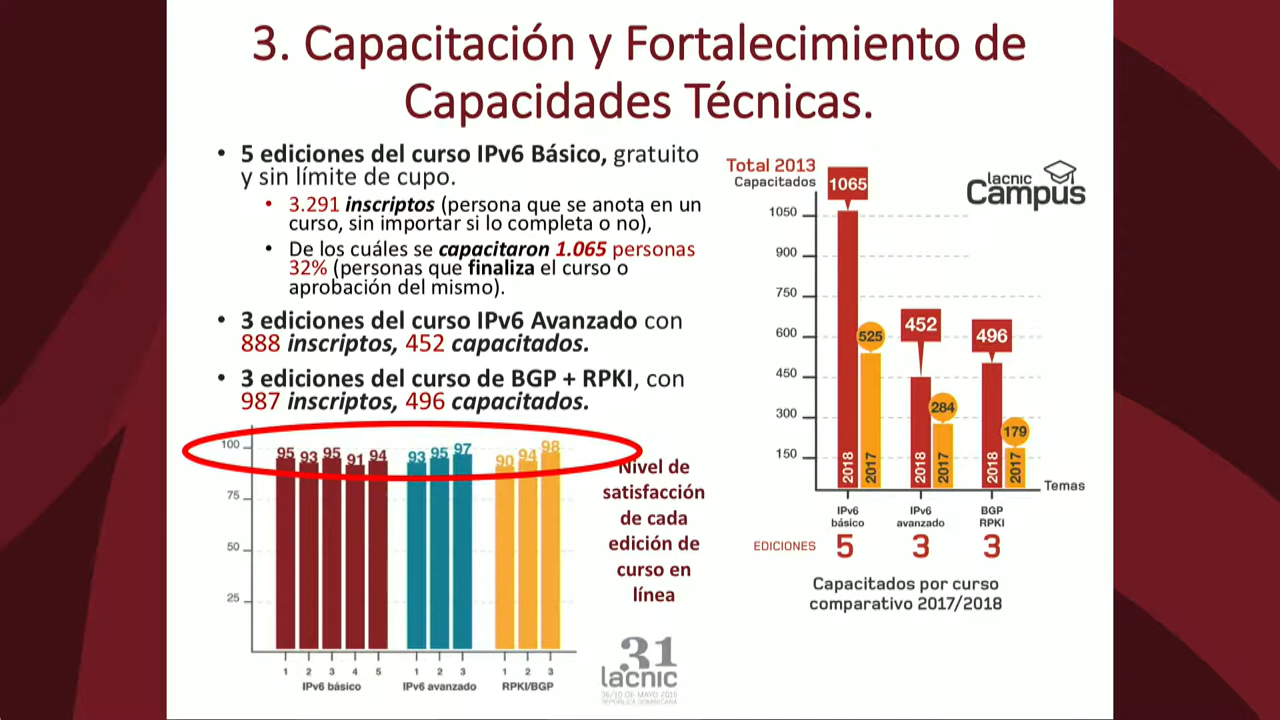 3. Capacitación y Fortalecimiento de
Capacidades Técnicas.
• 5 ediciones del curso IPv6 Básico, gratuito
y sin límite de cupo.
• 3.291 inscriptos (persona que se anota en un
curso, sin importar si lo completa o no),
• De los cuáles se capacitaron 1.065 personas
32% (personas que finaliza el curso o
aprobación del mismo).
• 3 ediciones del curso IPv6 Avanzado con
888 inscriptos, 452 capacitados.
• 3 ediciones del curso de BGP + RPKI, con
987 inscriptos, 496 capacitados.
100
75
50
25
95 93 95 91 94
93 95 97
90 94 98
1 2 3 4 5
1 2 3
1 2 3
IPv6 básico
IPv6 avanzado
RPKI/BGP
Nivel de
satisfacción
de cada
edición de
curso en
línea
31
lacnic
06/10 DE MAYO 2019
REPÚBLICA DOMINICANA
Total 2013
Capacitados
lacnic
Campus
1050
900
750
600
450
300
150
1065
525
452
284
496
179
2018 2017
2018 2017
2018 2017
Temas
IPv6
básico
IPv6
avanzado
BGP
RPKI
EDICIONES 5 3 3
Capacitados por curso
comparativo 2017/2018